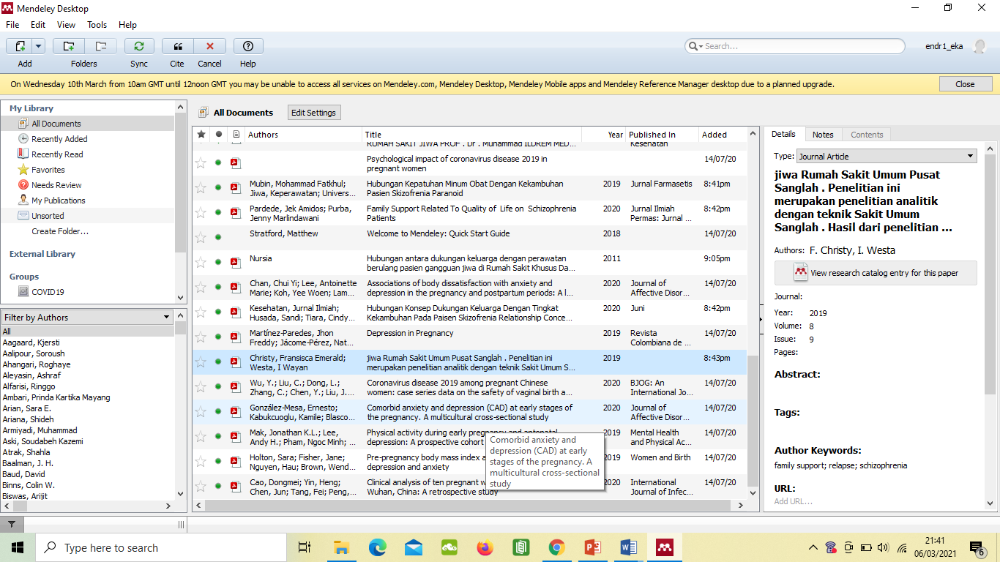 Mendeley Desktop
File Edit View Tools Help
Add Folders Sync Cite Cancel Help
Search...
endr1_eka
On Wednesday 10th March from 10am GMT until 12noon GMT you may be unable to access all services on Mendeley.com, Mendeley Desktop, Mendeley Mobile apps and Mendeley Reference Manager desktop due to a planned upgrade.
Close
My Library
All Documents
Recently Added
Recently Read
Favorites
Needs Review
My Publications
Unsorted
Create Folder...
External Library
Groups
COVID19
Filter by Authors
All
Aagaard, Kjersti
Aalipour, Soroush
Ahangari, Roghaye
Aleyasin, Ashraf
Alfarisi, Ringgo
Ambari, Prinda Kartika Mayang
Arian, Sara E.
Ariana, Shideh
Armiyadi, Muhammad
Aski, Soudabeh Kazemi
Atrak, Shahla
Baalman, J. H.
Baud, David
Binns, Colin W.
Biswas, Arijit
All Documents Edit Settings
Authors Title Year Published In Added
RUMAH SAKIT JIWA PROF . Dr . Muhammad ILDREM MED... Kesehatan
Psychological impact of coronavirus disease 2019 in 14/07/20
pregnant women
Mubin, Mohammad Fatkhul; Hubungan Kepatuhan Minum Obat Dengan Kekambuhan 2019 Jurnal Farmasetis 8:41pm
Jiwa, Keperawatan; Univers... Pasien Skizofrenia Paranoid
Pardede, Jek Amidos; Purba, Family Support Related To Quality of Life on Schizophrenia 2020 Jurnal Ilmiah 8:42pm
Jenny Marlindawani Patients Permas: Jurnal ...
Stratford, Matthew Welcome to Mendeley: Quick Start Guide 2018 14/07/20
Nursia Hubungan antara dukungan keluarga dengan perawatan 2011 9:05pm
berulang pasien gangguan jiwa di Rumah Sakit Khusus Da...
Chan, Chui Yi; Lee, Antoinette Associations of body dissatisfaction with anxiety and 2020 Journal of 14/07/20
Marie; Koh, Yee Woen; Lam... depression in the pregnancy and postpartum periods: A l... Affective Disor...
Kesehatan, Jurnal Ilmiah; Hubungan Konsep Dukungan Keluarga Dengan Tingkat 2020 Juni 8:42pm
Husada, Sandi; Tiara, Cindy... Kekambuhan Pada Paisen Skizofrenia Relationship Conce...
Martínez-Paredes, Jhon Depression in Pregnancy 2019 Revista 14/07/20
Freddy; Jácome-Pérez, Nat... Colombiana de ...
Christy, Fransisca Emerald; jiwa Rumah Sakit Umum Pusat Sanglah . Penelitian ini 2019 8:43pm
Westa, I Wayan merupakan penelitian analitik dengan teknik Sakit Umum S...
Wu, Y.; Liu, C.; Dong, L.; Coronavirus disease 2019 among pregnant Chinese 2020 BJOG: An 14/07/20
Zhang, C.; Chen, Y.; Liu, J.... women: case series data on the safety of vaginal birth a... International Jo...
González-Mesa, Ernesto; Comorbid anxiety and depression (CAD) at early stages of 2020 Journal of 14/07/20
Kabukcuoglu, Kamile; Blasco... the pregnancy. A multicultural cross-sectional study Affective Disor...
Mak, Jonathan K.L.; Lee, Physical activity during early pregnancy and antenatal 2019 Mental Health 14/07/20
Andy H.; Pham, Ngoc Minh; ... depression: A prospective cohort and Physical Ac...
Holton, Sara; Fisher, Jane; Pre-pregnancy body mass index a 2019 Women and Birth 14/07/20
Nguyen, Hau; Brown, Wend... depression and anxiety
Cao, Dongmei; Yin, Heng; Clinical analysis of ten pregnant w 2020 International 14/07/20
Chen, Jun; Tang, Fei; Peng,... Wuhan, China: A retrospective study Journal of Infec...
Comorbid anxiety and
depression (CAD) at early
stages of the pregnancy. A
multicultural cross-sectional
study
Details Notes Contents
Type: Journal Article
jiwa Rumah Sakit Umum Pusat
Sanglah . Penelitian ini
merupakan penelitian analitik
dengan teknik Sakit Umum
Sanglah . Hasil dari penelitian ...
Authors: F. Christy, I. Westa
View research catalog entry for this paper
Journal:
Year: 2019
Volume: 8
Issue: 9
Pages:
Abstract:
Tags:
Author Keywords:
family support; relapse; schizophrenia
URL:
Add URL...
Type here to search
21:41
06/03/2021
6